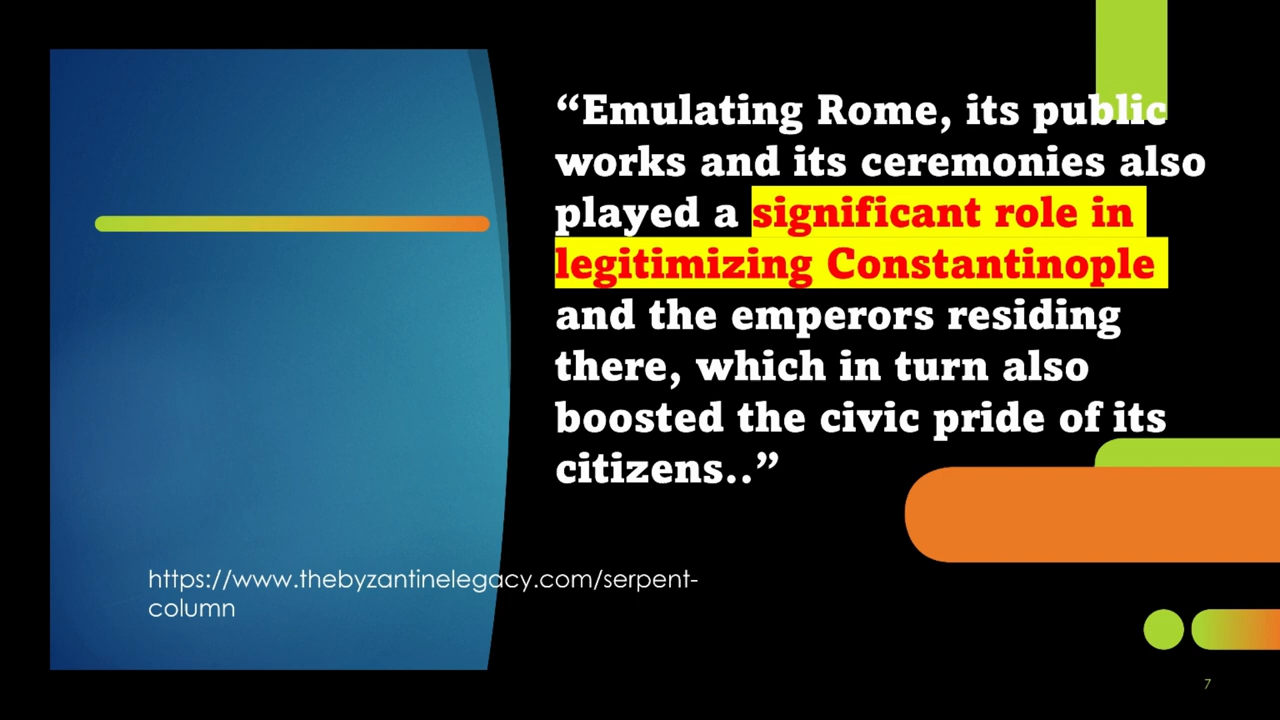 “Emulating Rome, its public
works and its ceremonies also
played a significant role in
legitimizing Constantinople
and the emperors residing
there, which in turn also
boosted the civic pride of its
citizens..”
https://www.thebyzantinelegacy.com/serpent-
column
7